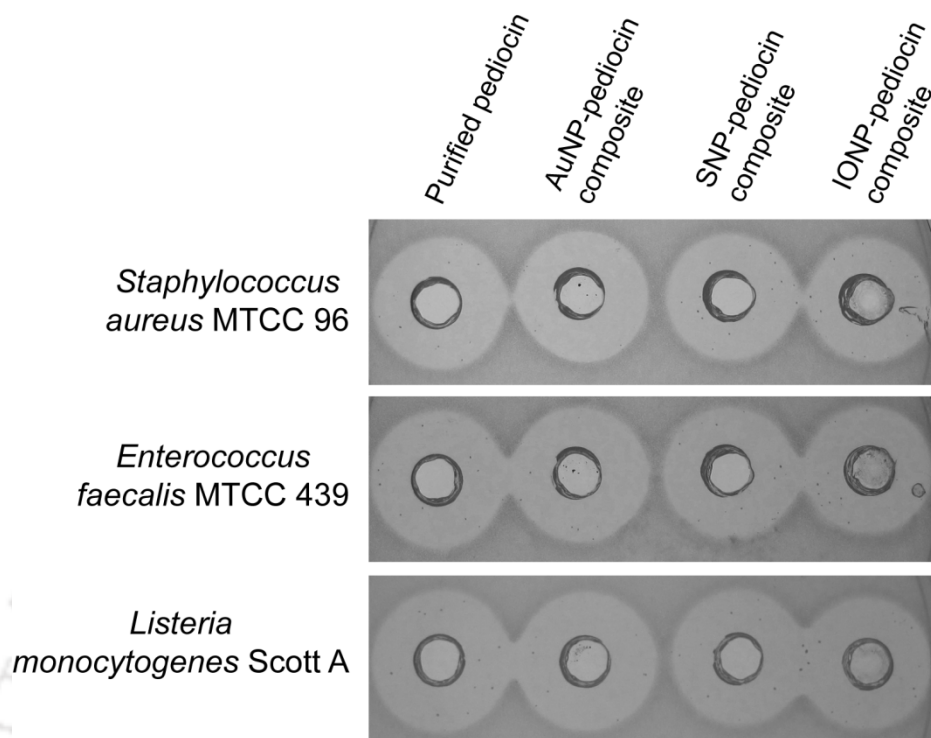 Purified pediocin
AuNP-pediocin
composite
SNP-pediocin
composite
IONP-pediocin
composite
Staphylococcus
aureus MTCC 96
Enterococcus
faecalis MTCC 439
Listeria
monocytogenes Scott A